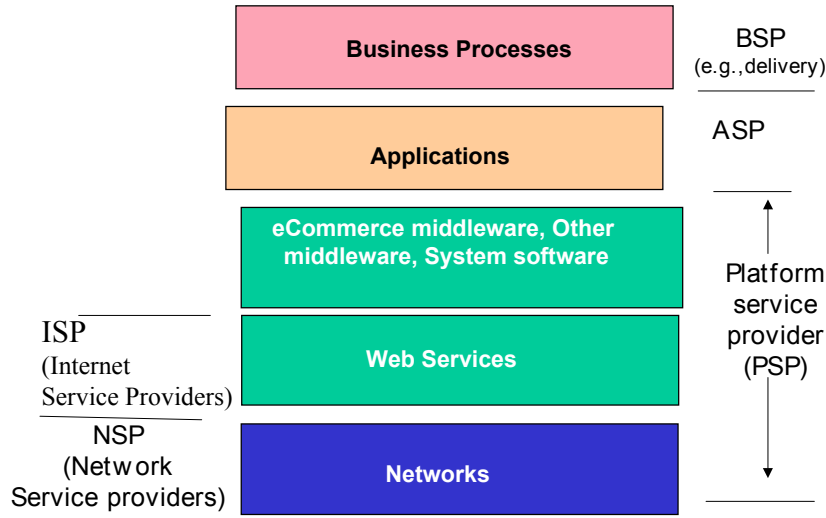 Business Processes
BSP
(e.g.,delivery)
Applications
ASP
eCommerce middleware, Other
middleware, System software
Platform
service
provider
(PSP)
ISP
(Internet
Service Providers)
Web Services
NSP
(Network
Service providers)
Networks